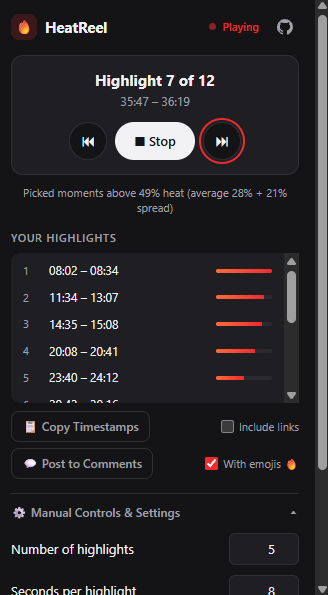 HeatReel
Playing
Highlight 7 of 12
35:47 – 36:19
Stop
Picked moments above 49% heat (average 28% + 21%
spread)
YOUR HIGHLIGHTS
1 08:02 – 08:34
2 11:34 – 13:07
3 14:35 – 15:08
4 20:08 – 20:41
5 23:40 – 24:12
Copy Timestamps
Include links
Post to Comments
With emojis 🔥
Manual Controls & Settings
Number of highlights 5
Seconds per highlight 8